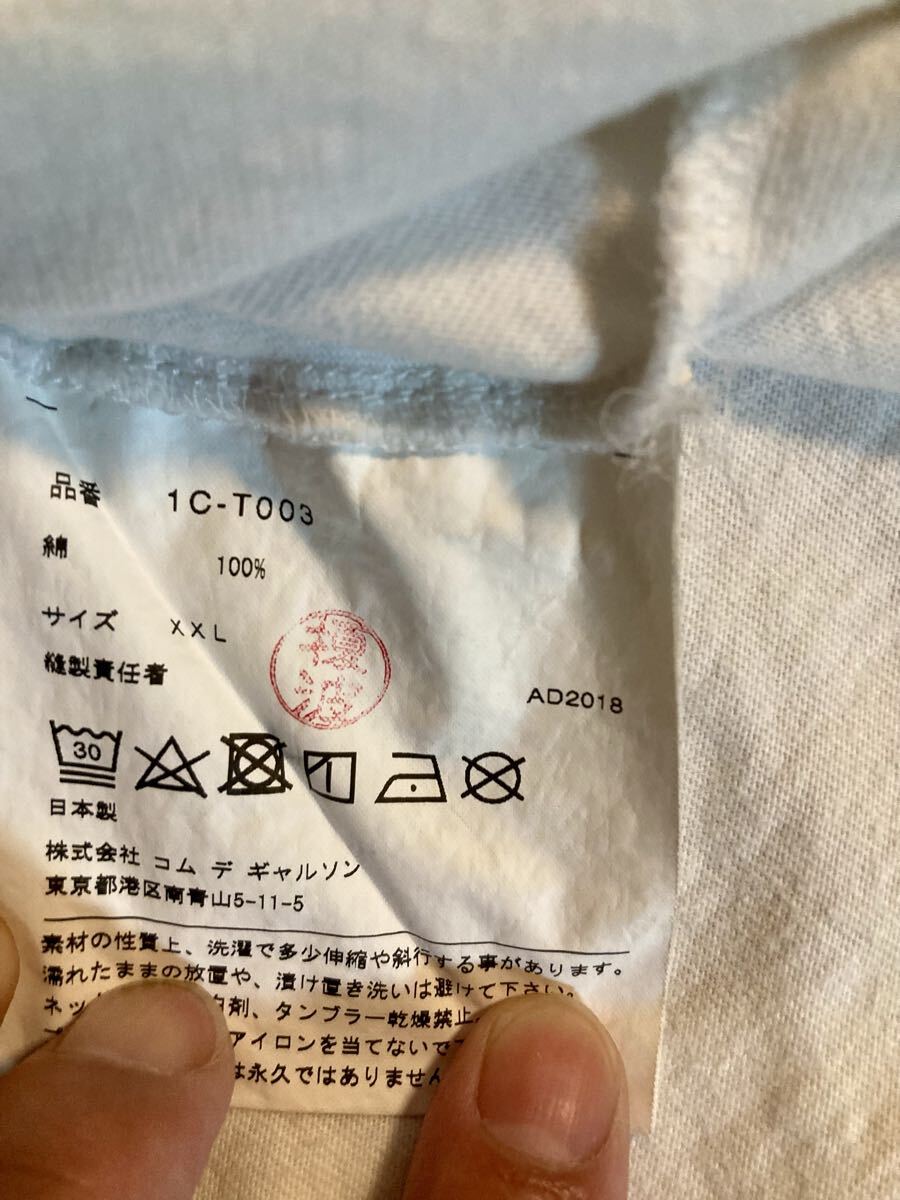 品番 1C-T003
綿 100%
サイズ XXL
縫製責任者
AD2018
30
日本製
株式会社 コム デ ギャルソン
東京都港区南青山5-11-5
素材の性質上、洗濯で多少伸縮や斜行する事があります。
濡れたままの放置や、漬け置き洗いは避けて下さい。
ネッ 剤、タンブラー乾燥禁止
アイロンを当てないで
は永久ではありません